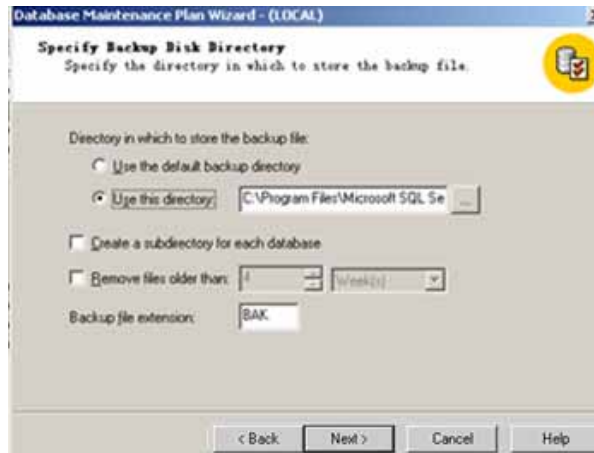 Database Maintenance Plan Wizard - (LOCAL)
Specify Backup Disk Directory
Specify the directory in which to store the backup file.
Directory in which to store the backup file:
Use the default backup directory
Use this directory: C:\Program Files\Microsoft SQL Se ...
Create a subdirectory for each database
Remove files older than: 4 Week(s)
Backup file extension: BAK
< Back Next > Cancel Help